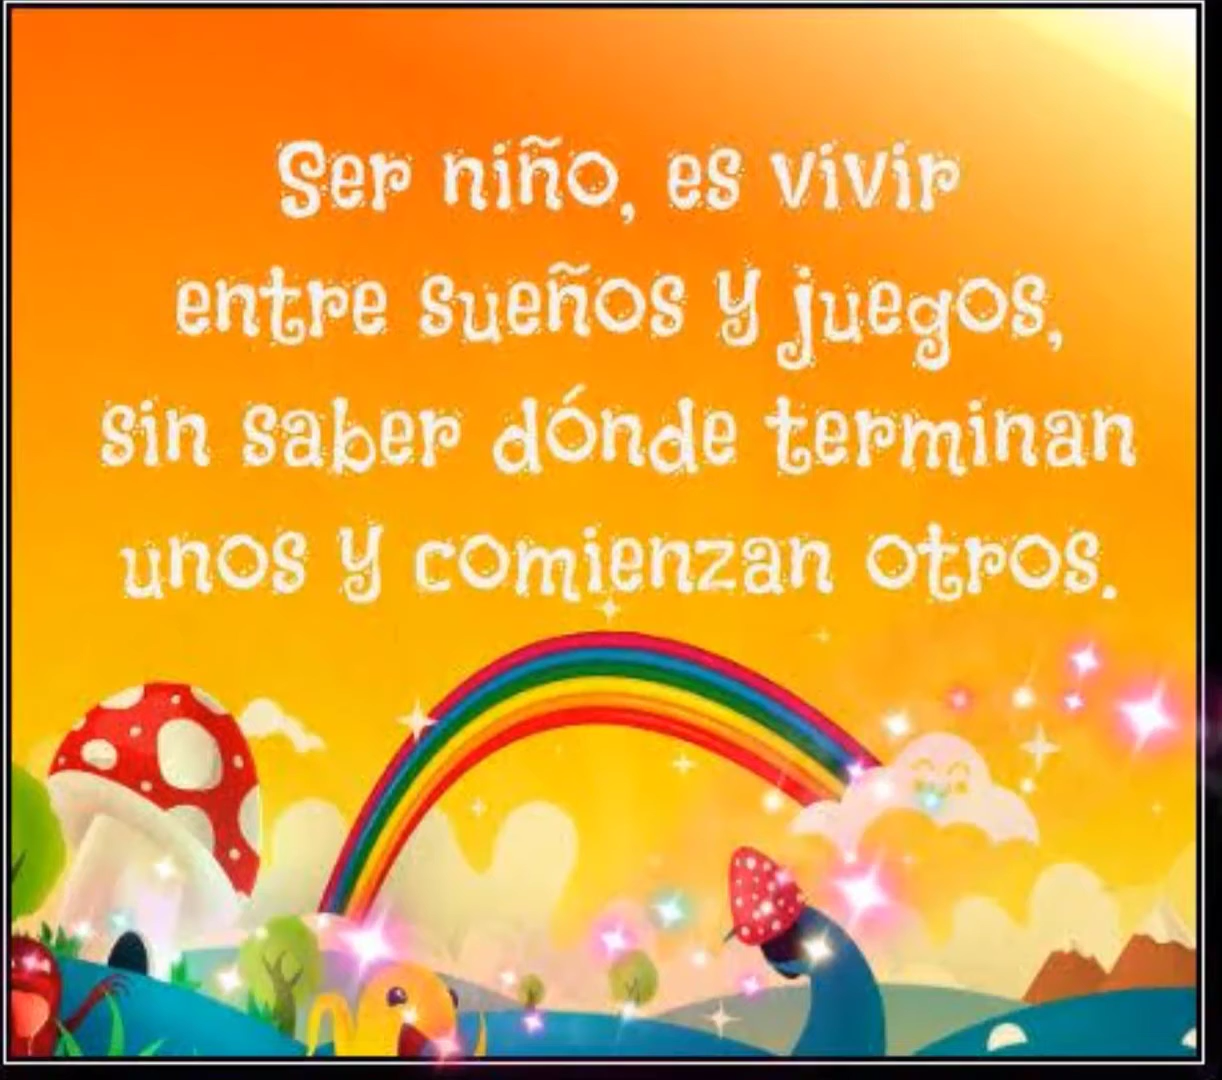 Ser niño, es vivir
entre sueños y juegos,
sin saber dónde terminan
unos y comienzan otros.